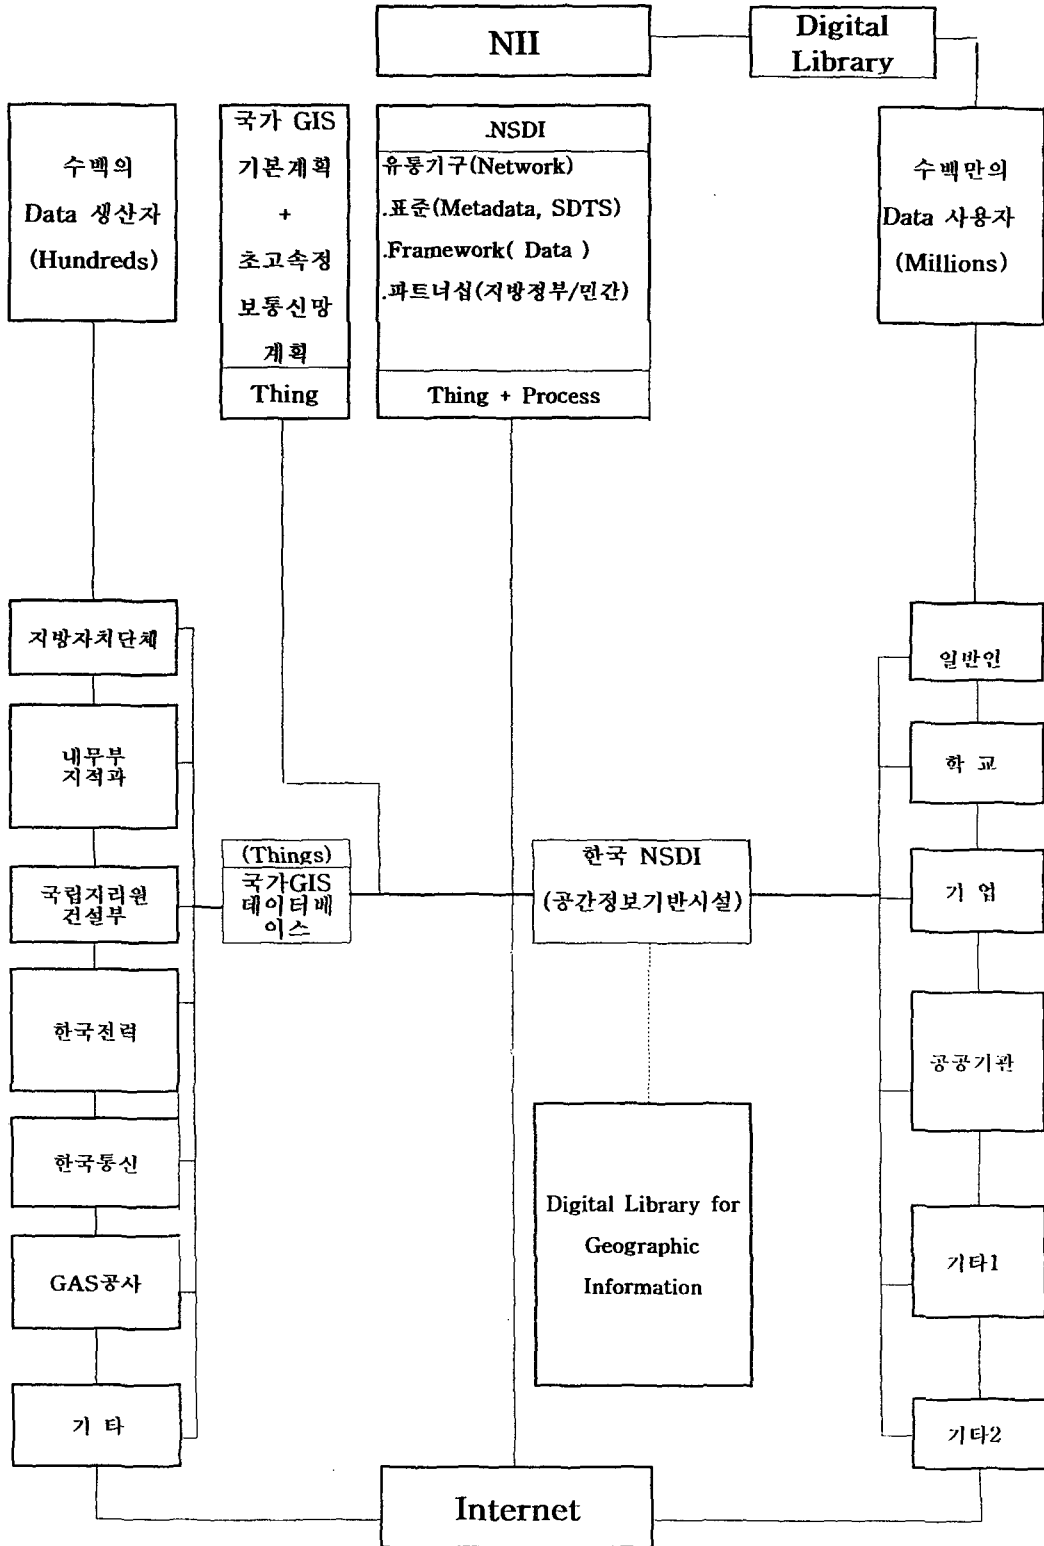 NII
Digital
Library
수백의
Data 생산자
(Hundreds)
국가 GIS
기본계획
+
초고속정
보통신망
계획
Thing
.NSDI
유통기구(Network)
.표준(Metadata, SDTS)
.Framework( Data )
.파트너십(지방정부/민간)
Thing + Process
수백만의
Data 사용자
(Millions)
지방자치단체
내무부
지적과
국립지리원
건설부
한국전력
한국통신
GAS공사
기 타
(Things)
국가GIS
데이터베
이스
한국 NSDI
(공간정보기반시설)
Digital Library for
Geographic
Information
일반인
학 교
기 업
공공기관
기타1
기타2
Internet